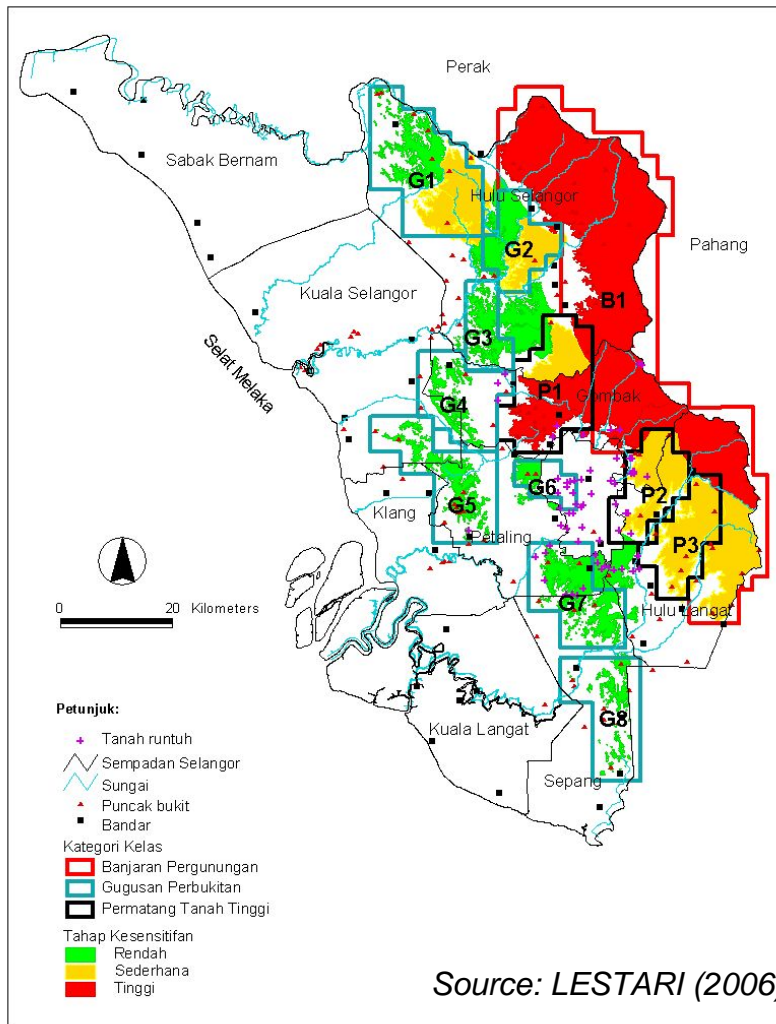 Perak
Sabak Bernam
G1
Hulu Selangor
G2
Pahang
Kuala Selangor
B1
G3
Selat Melaka
P1
Gombak
G4
G6
P2
Klang
G5
Petaling
P3
0 20 Kilometers
G7
Hulu Langat
Petunjuk:
Tanah runtuh
Sempadan Selangor
Sungai
Puncak bukit
Bandar
Kuala Langat
G8
Sepang
Kategori Kelas
Banjaran Pergunungan
Gugusan Perbukitan
Permatang Tanah Tinggi
Tahap Kesensitifan
Rendah
Sederhana
Tinggi
Source: LESTARI (2006)